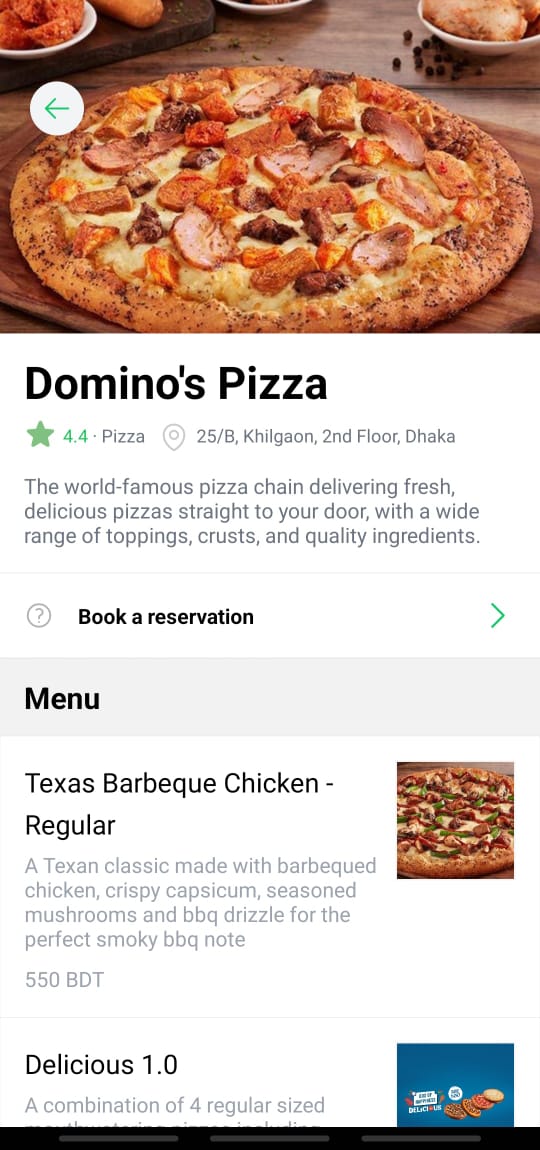 Domino's Pizza
4.4 · Pizza 25/B, Khilgaon, 2nd Floor, Dhaka
The world-famous pizza chain delivering fresh,
delicious pizzas straight to your door, with a wide
range of toppings, crusts, and quality ingredients.
Book a reservation
Menu
Texas Barbeque Chicken -
Regular
A Texan classic made with barbequed
chicken, crispy capsicum, seasoned
mushrooms and bbq drizzle for the
perfect smoky bbq note
550 BDT
Delicious 1.0
A combination of 4 regular sized
DELICIOUS